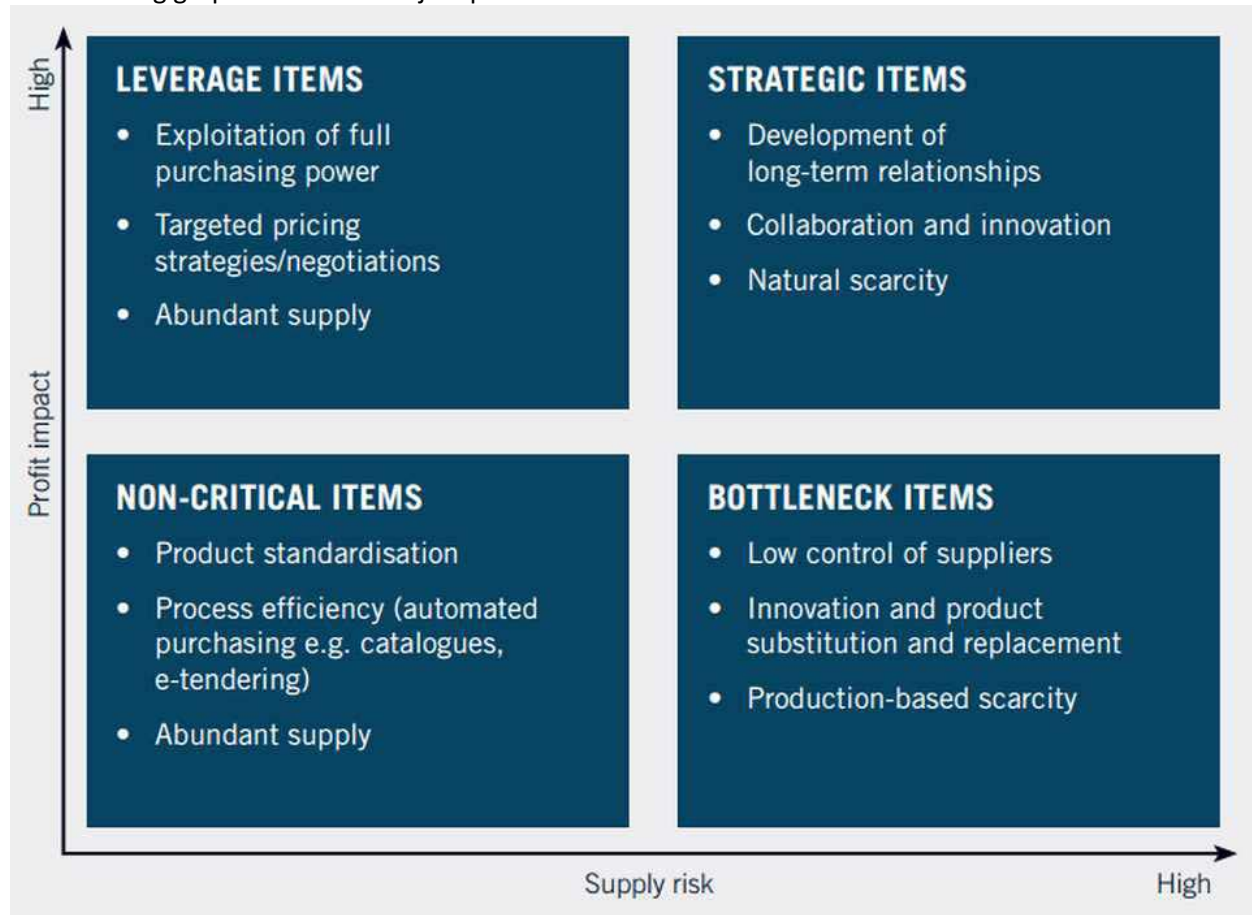 High
LEVERAGE ITEMS
• Exploitation of full
purchasing power
• Targeted pricing
strategies/negotiations
• Abundant supply
STRATEGIC ITEMS
• Development of
long-term relationships
• Collaboration and innovation
• Natural scarcity
Profit impact
NON-CRITICAL ITEMS
• Product standardisation
• Process efficiency (automated
purchasing e.g. catalogues,
e-tendering)
• Abundant supply
BOTTLENECK ITEMS
• Low control of suppliers
• Innovation and product
substitution and replacement
• Production-based scarcity
Supply risk
High